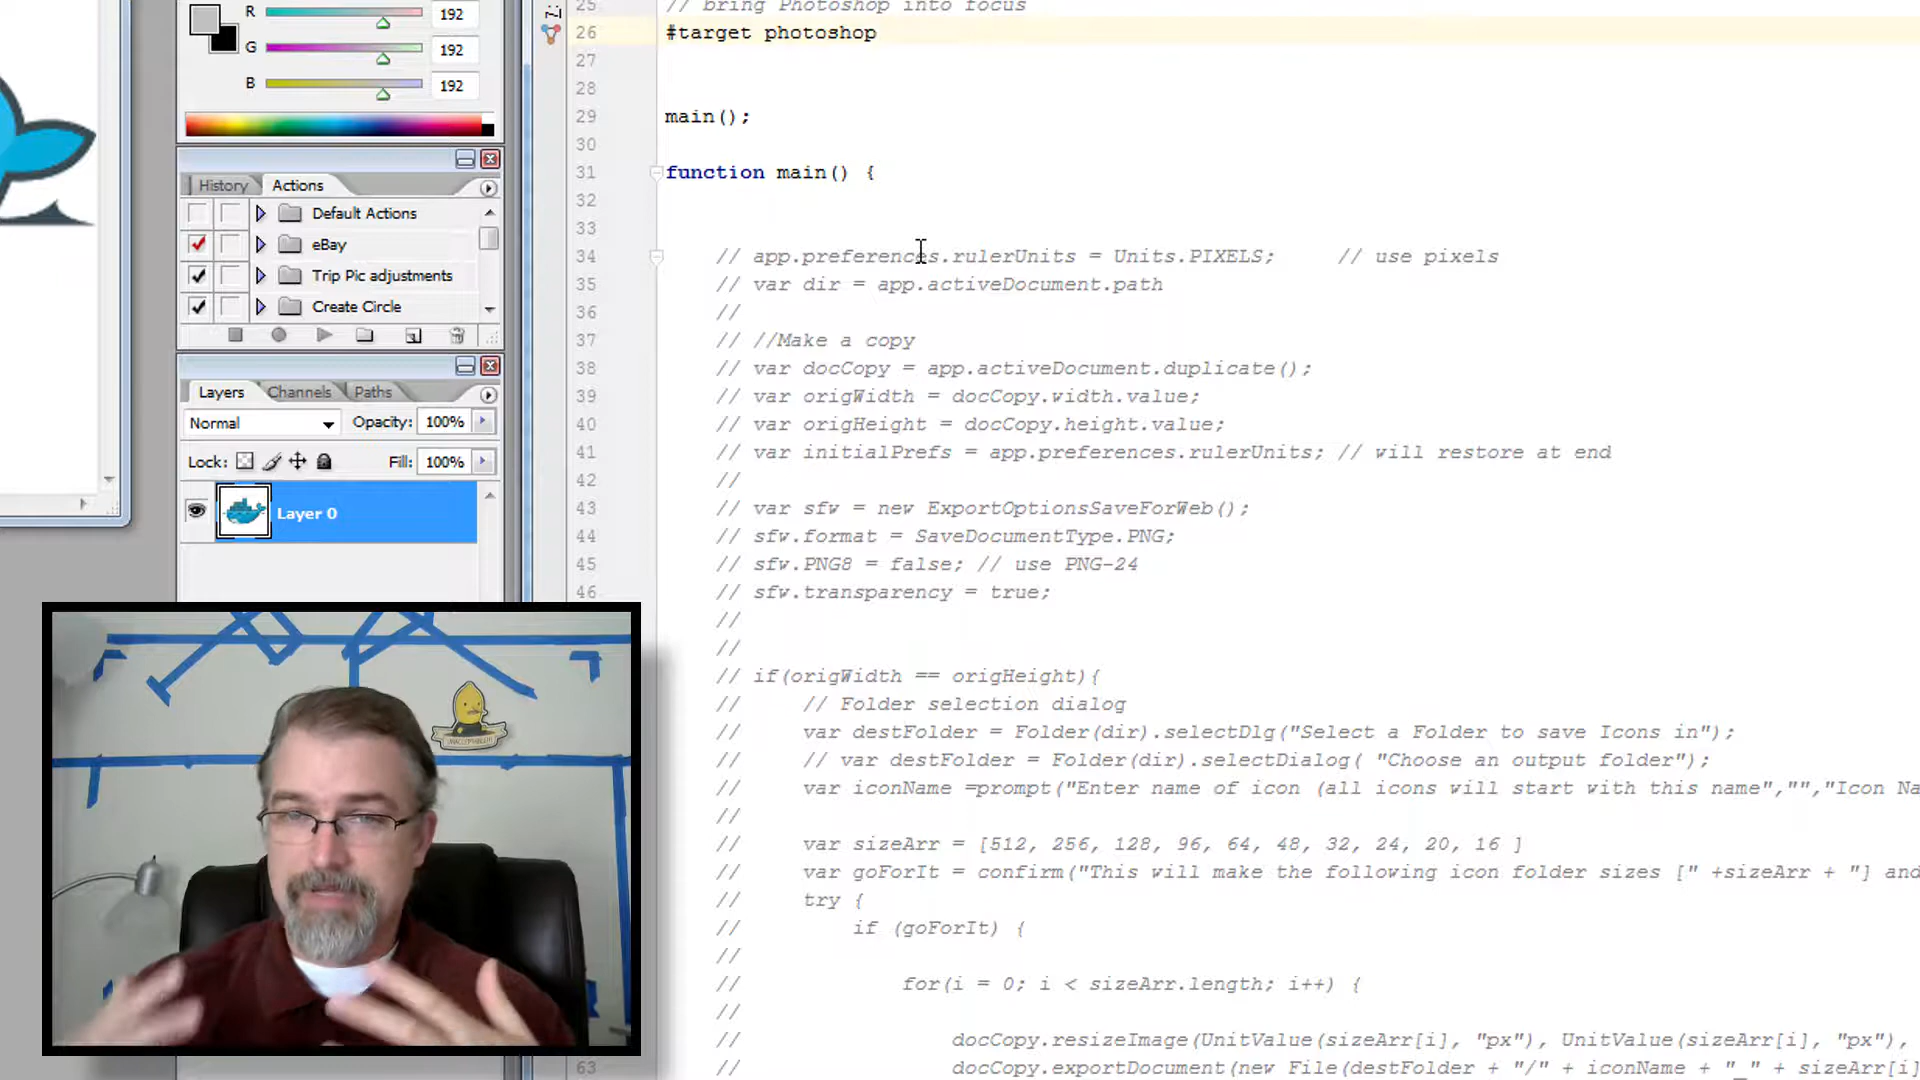 R 192
G 192
B 192
History Actions
Default Actions
eBay
Trip Pic adjustments
Create Circle
Layers Channels Paths
Normal Opacity: 100%
Lock: Fill: 100%
Layer 0
25 // bring Photoshop into focus
26 #target photoshop
27
28
29 main();
30
31 function main() {
32
33
34 // app.preferences.rulerUnits = Units.PIXELS; // use pixels
35 // var dir = app.activeDocument.path
36 //
37 // //Make a copy
38 // var docCopy = app.activeDocument.duplicate();
39 // var origWidth = docCopy.width.value;
40 // var origHeight = docCopy.height.value;
41 // var initialPrefs = app.preferences.rulerUnits; // will restore at end
42 //
43 // var sfw = new ExportOptionsSaveForWeb();
44 // sfw.format = SaveDocumentType.PNG;
45 // sfw.PNG8 = false; // use PNG-24
46 // sfw.transparency = true;
//
//
// if(origWidth == origHeight){
// // Folder selection dialog
// var destFolder = Folder(dir).selectDlg("Select a Folder to save Icons in");
// // var destFolder = Folder(dir).selectDialog( "Choose an output folder");
// var iconName =prompt("Enter name of icon (all icons will start with this name","","Icon Na
//
// var sizeArr = [512, 256, 128, 96, 64, 48, 32, 24, 20, 16 ]
// var goForIt = confirm("This will make the following icon folder sizes [" +sizeArr + "] and
// try {
// if (goForIt) {
//
// for(i = 0; i < sizeArr.length; i++) {
//
// docCopy.resizeImage(UnitValue(sizeArr[i], "px"), UnitValue(sizeArr[i], "px"),
63 // docCopy.exportDocument(new File(destFolder + "/" + iconName + "_" + sizeArr[i]